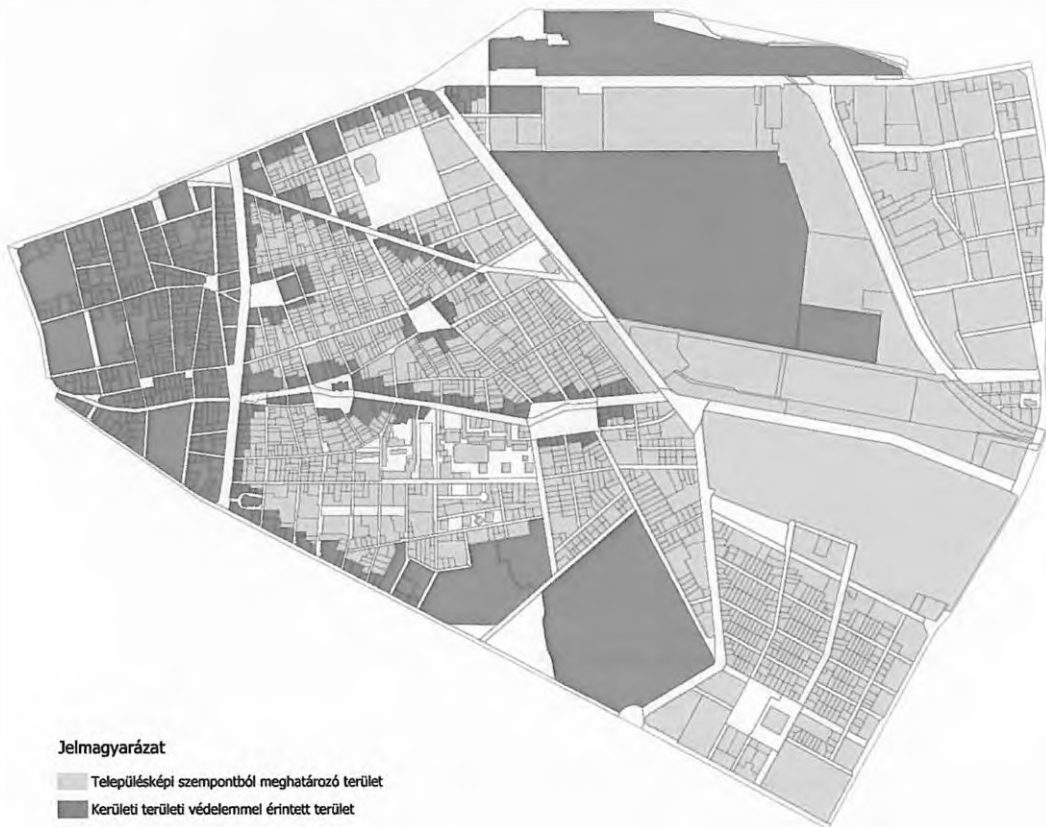 Jelmagyarázat
Településképi szempontból meghatározó terület
Kerületi területi védelemmel érintett terület